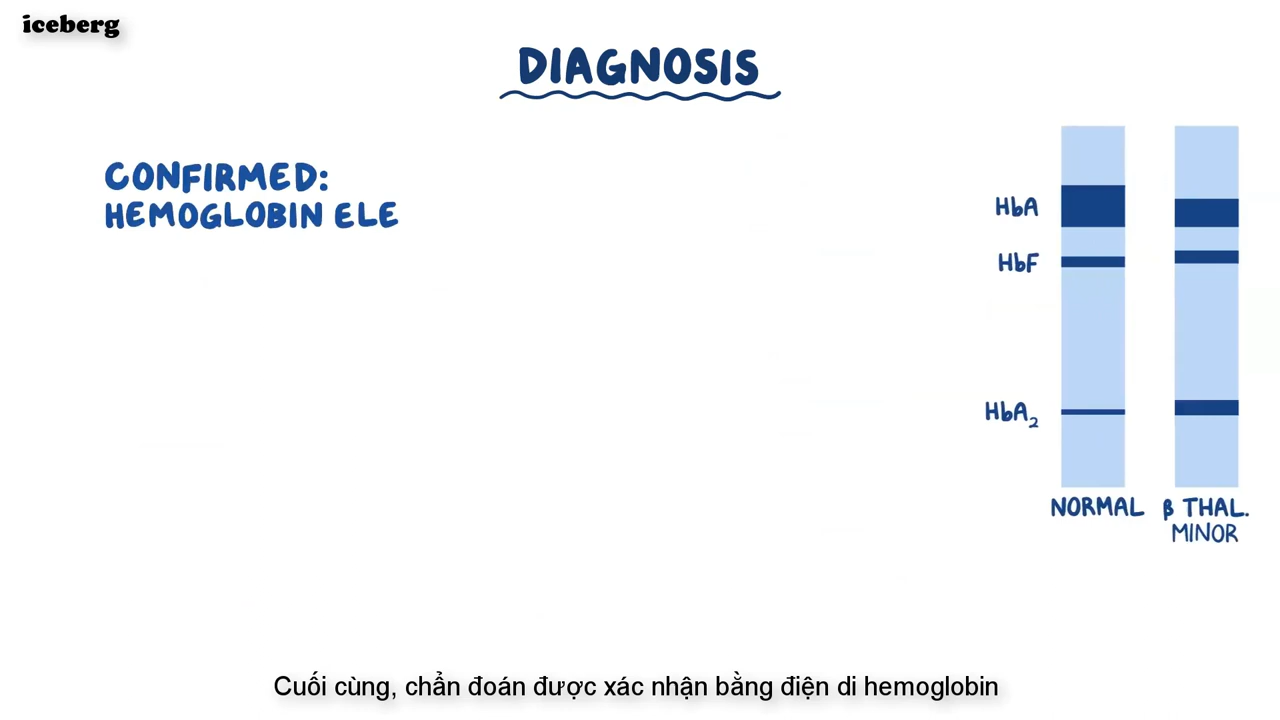 iceberg
DIAGNOSIS
CONFIRMED:
HEMOGLOBIN ELE
HbA
HbF
HbA₂
NORMAL
β THAL.
MINOR
Cuối cùng, chẩn đoán được xác nhận bằng điện di hemoglobin